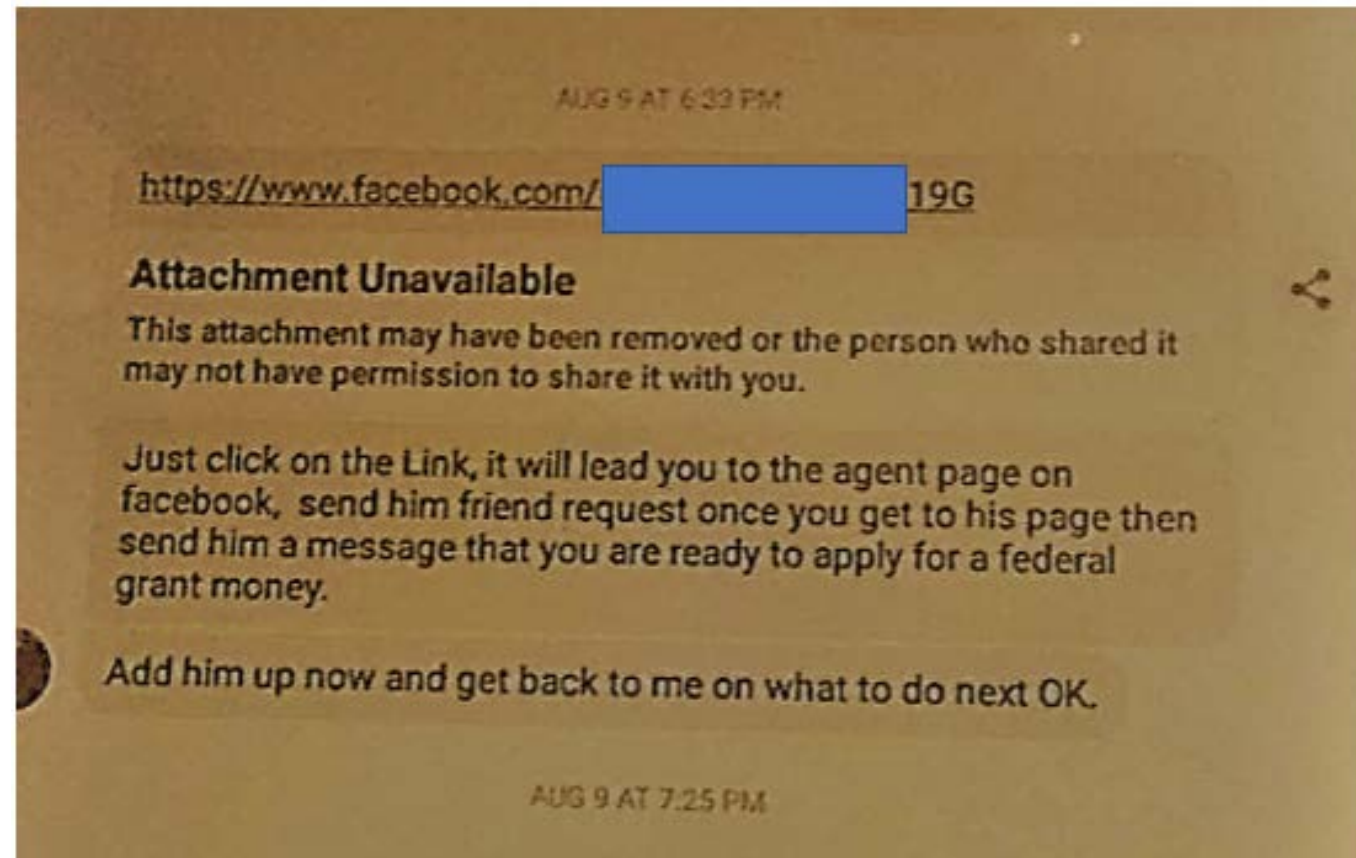 AUG 9 AT 6:33 PM
https://www.facebook.com/ 19G
Attachment Unavailable
This attachment may have been removed or the person who shared it
may not have permission to share it with you.
Just click on the Link, it will lead you to the agent page on
facebook,  send him friend request once you get to his page then
send him a message that you are ready to apply for a federal
grant money.
Add him up now and get back to me on what to do next OK.
AUG 9 AT 7:25 PM